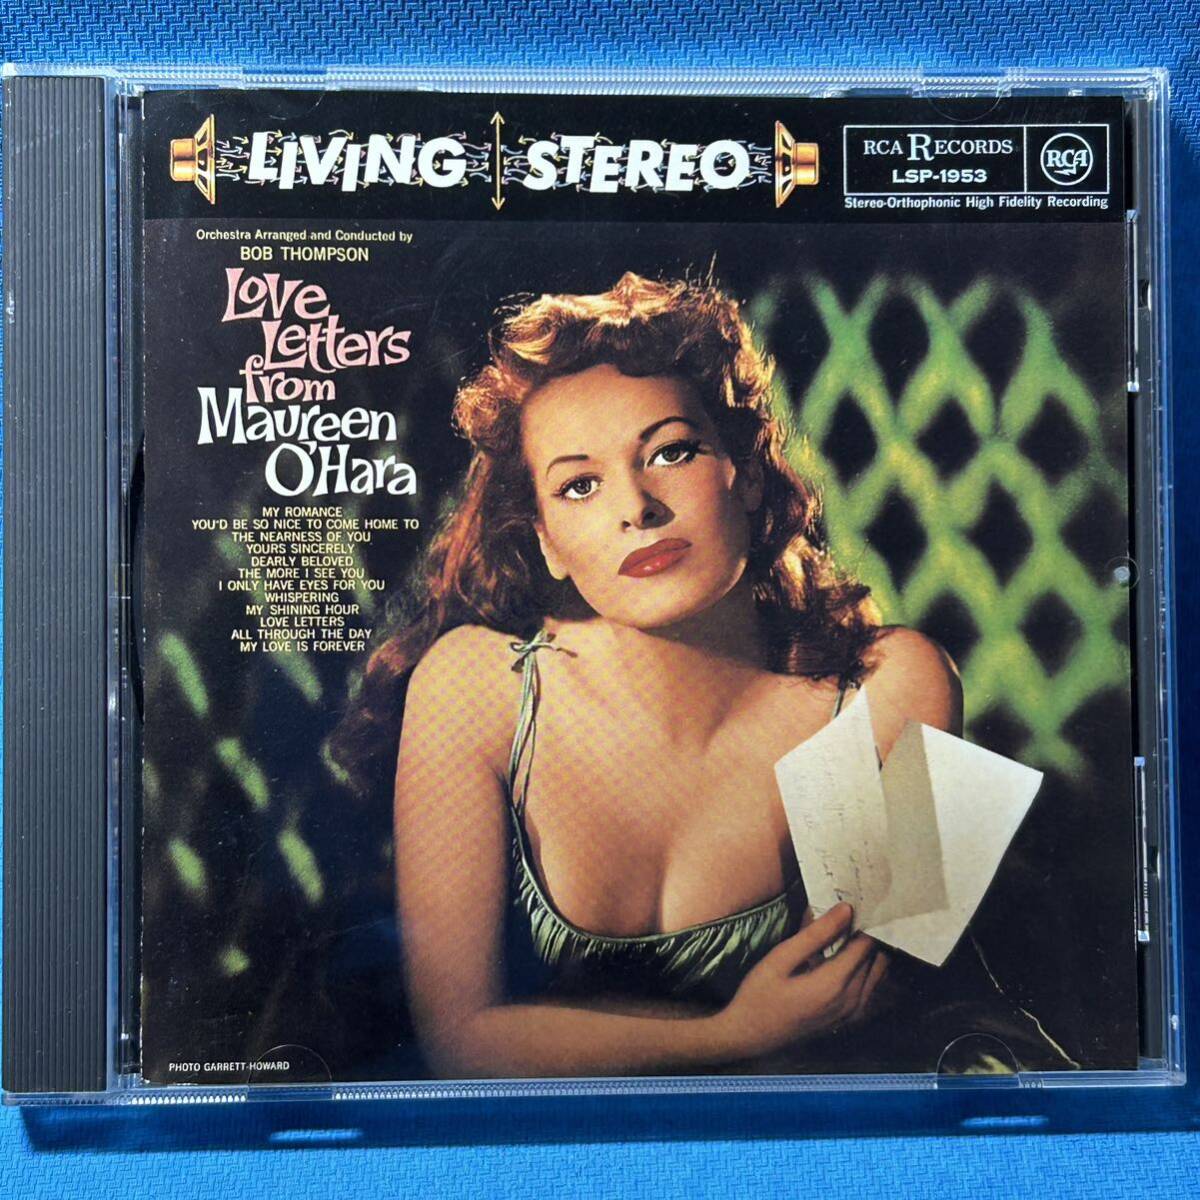 LIVING STEREO
RCA RECORDS
LSP-1953
RCA
Stereo-Orthophonic High Fidelity Recording
Orchestra Arranged and Conducted by
BOB THOMPSON
Love
Letters
from
Maureen
O'Hara
MY ROMANCE
YOU'D BE SO NICE TO COME HOME TO
THE NEARNESS OF YOU
YOURS SINCERELY
DEARLY BELOVED
THE MORE I SEE YOU
I ONLY HAVE EYES FOR YOU
WHISPERING
MY SHINING HOUR
LOVE LETTERS
ALL THROUGH THE DAY
MY LOVE IS FOREVER
PHOTO GARRETT-HOWARD